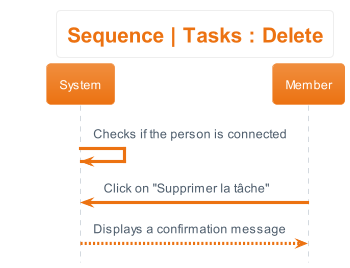 Sequence | Tasks : Delete
System
Member
Checks if the person is connected
Click on "Supprimer la tâche"
Displays a confirmation message